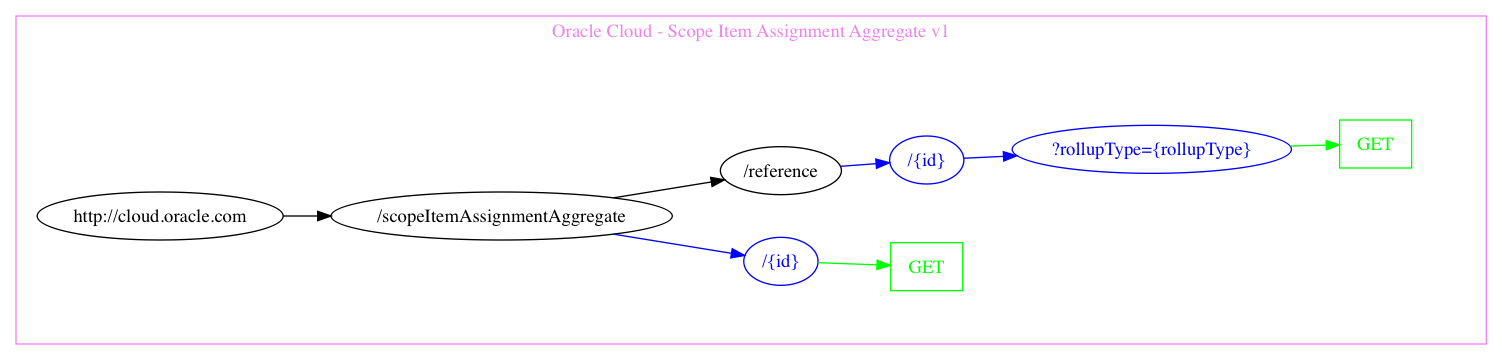 Oracle Cloud - Scope Item Assignment Aggregate v1
http://cloud.oracle.com
/scopeItemAssignmentAggregate
/reference
/{id}
?rollupType={rollupType}
GET
/{id}
GET